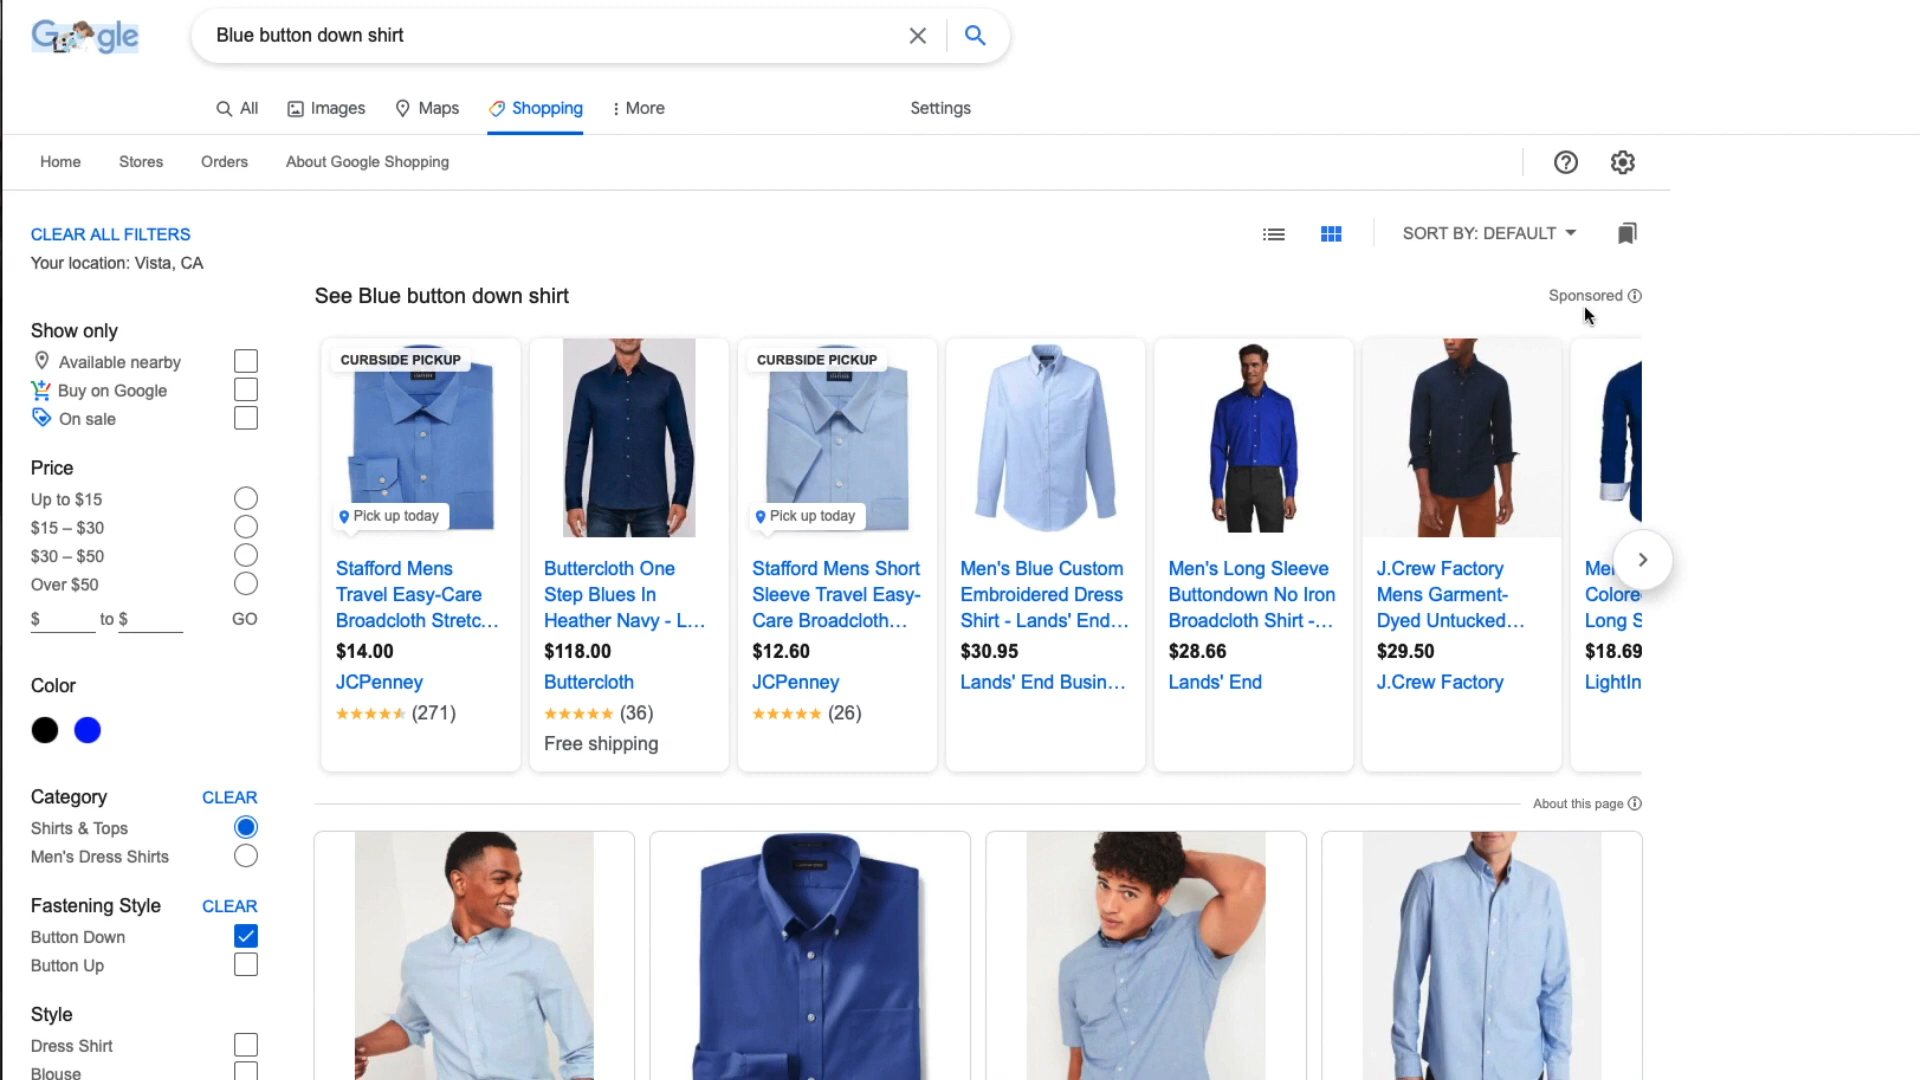 Google
Blue button down shirt
All
Images
Maps
Shopping
More
Settings
Home
Stores
Orders
About Google Shopping
CLEAR ALL FILTERS
Your location: Vista, CA
SORT BY: DEFAULT
See Blue button down shirt
Sponsored
Show only
Available nearby
Buy on Google
On sale
Price
Up to $15
$15 – $30
$30 – $50
Over $50
$ to $ GO
Color
Category CLEAR
Shirts & Tops
Men's Dress Shirts
Fastening Style CLEAR
Button Down
Button Up
Style
Dress Shirt
Blouse
CURBSIDE PICKUP
Pick up today
Stafford Mens
Travel Easy-Care
Broadcloth Stretc...
$14.00
JCPenney
(271)
Buttercloth One
Step Blues In
Heather Navy - L...
$118.00
Buttercloth
(36)
Free shipping
CURBSIDE PICKUP
Pick up today
Stafford Mens Short
Sleeve Travel Easy-
Care Broadcloth...
$12.60
JCPenney
(26)
Men's Blue Custom
Embroidered Dress
Shirt - Lands' End...
$30.95
Lands' End Busin...
Men's Long Sleeve
Buttondown No Iron
Broadcloth Shirt -...
$28.66
Lands' End
J.Crew Factory
Mens Garment-
Dyed Untucked...
$29.50
J.Crew Factory
Colore
Long S
$18.69
LightIn
About this page